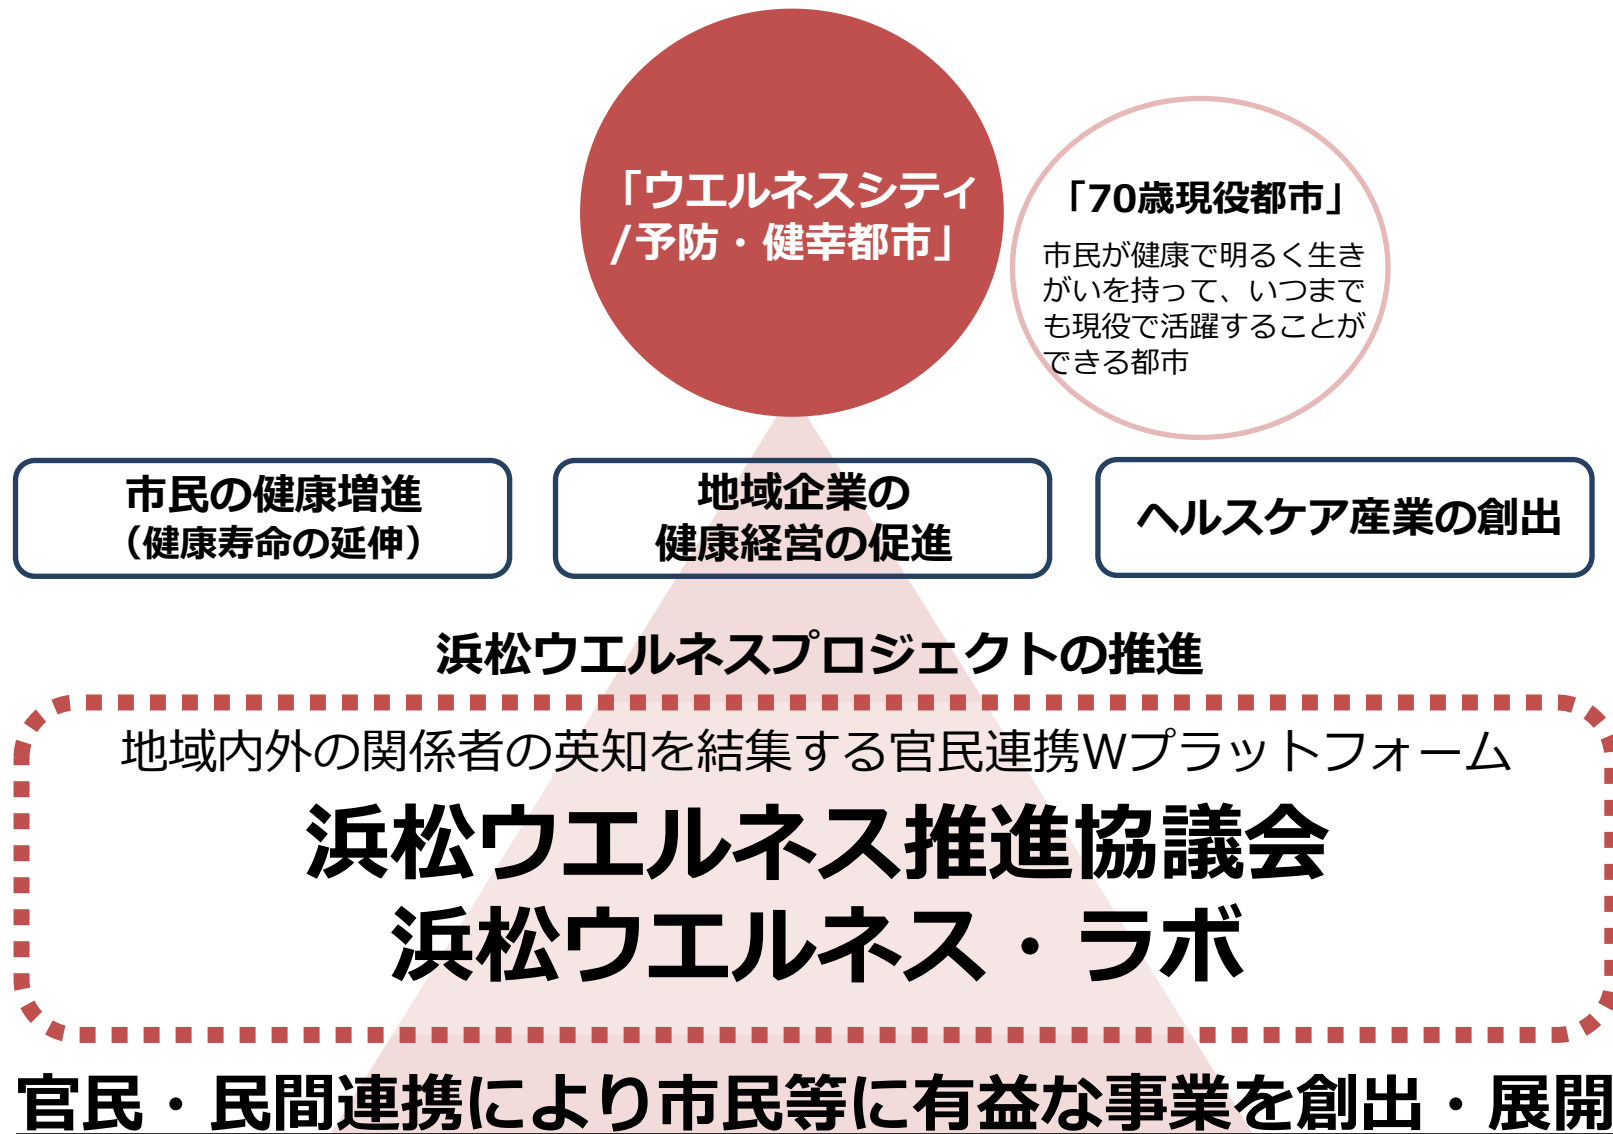 「ウエルネスシティ
/予防・健幸都市」
「70歳現役都市」
市民が健康で明るく生き
がいを持って、いつまで
も現役で活躍することが
できる都市
市民の健康増進
（健康寿命の延伸）
地域企業の
健康経営の促進
ヘルスケア産業の創出
浜松ウエルネスプロジェクトの推進
地域内外の関係者の英知を結集する官民連携Wプラットフォーム
浜松ウエルネス推進協議会
浜松ウエルネス・ラボ
官民・民間連携により市民等に有益な事業を創出・展開